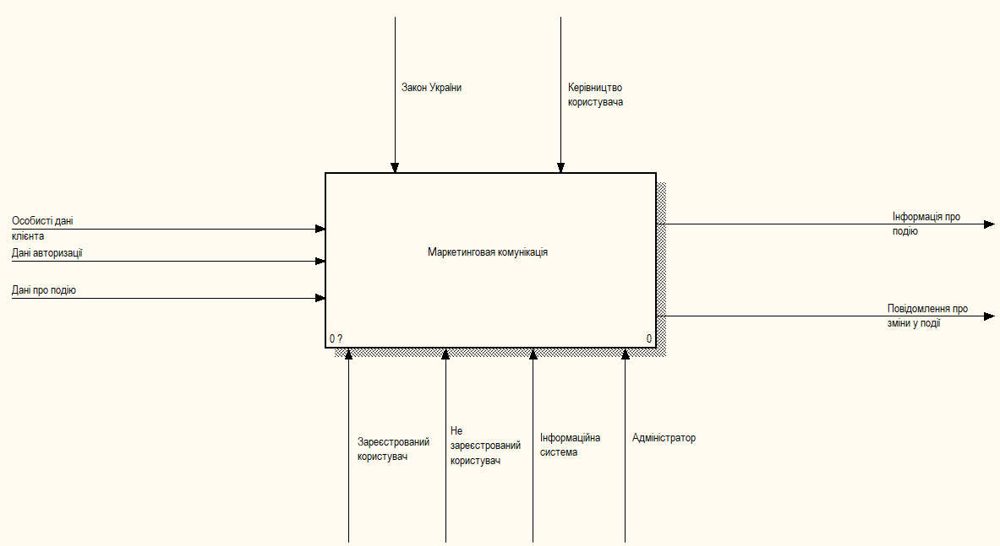 Закон України
Керівництво
користувача
Особисті дані
клієнта
Дані авторизації
Дані про подію
Маркетинговая комунікація
0 ?
0
Інформація про
подію
Повідомлення про
зміни у події
Зареєстрований
користувач
Не
зареєстрований
користувач
Інформаційна
система
Адміністратор